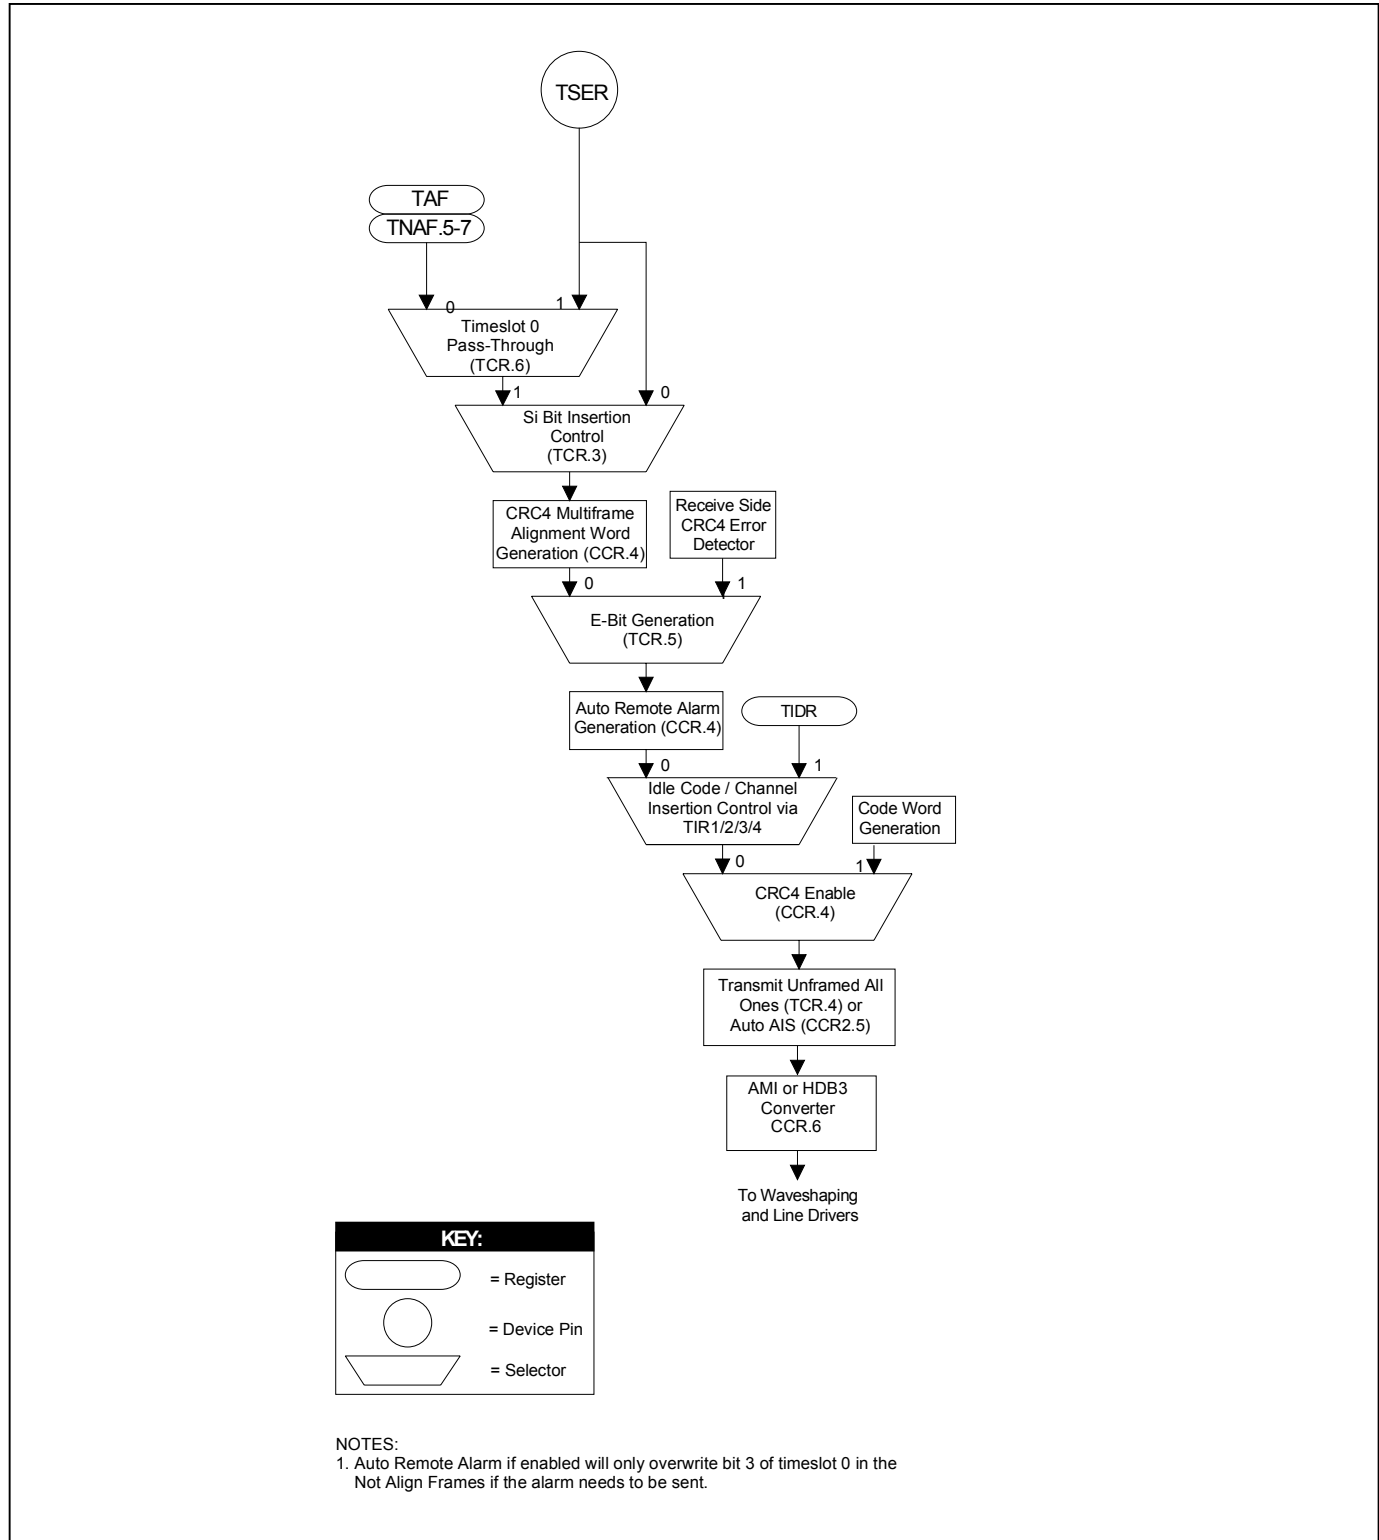 TSER
TAF
TNAF.5-7
0
1
Timeslot 0
Pass-Through
(TCR.6)
1
0
Si Bit Insertion
Control
(TCR.3)
CRC4 Multiframe
Alignment Word
Generation (CCR.4)
Receive Side
CRC4 Error
Detector
0
1
E-Bit Generation
(TCR.5)
Auto Remote Alarm
Generation (CCR.4)
TIDR
0
1
Idle Code / Channel
Insertion Control via
TIR1/2/3/4
Code Word
Generation
0
1
CRC4 Enable
(CCR.4)
Transmit Unframed All
Ones (TCR.4) or
Auto AIS (CCR2.5)
AMI or HDB3
Converter
CCR.6
To Waveshaping
and Line Drivers
KEY:
= Register
= Device Pin
= Selector
NOTES:
1. Auto Remote Alarm if enabled will only overwrite bit 3 of timeslot 0 in the
Not Align Frames if the alarm needs to be sent.